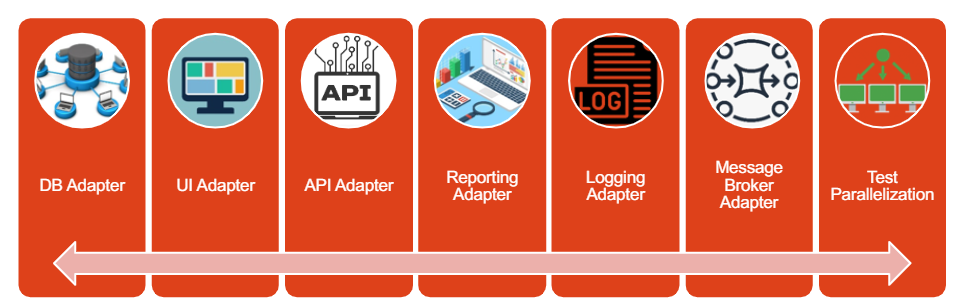 API
LOG
DB Adapter
UI Adapter
API Adapter
Reporting
Adapter
Logging
Adapter
Message
Broker
Adapter
Test
Parallelization